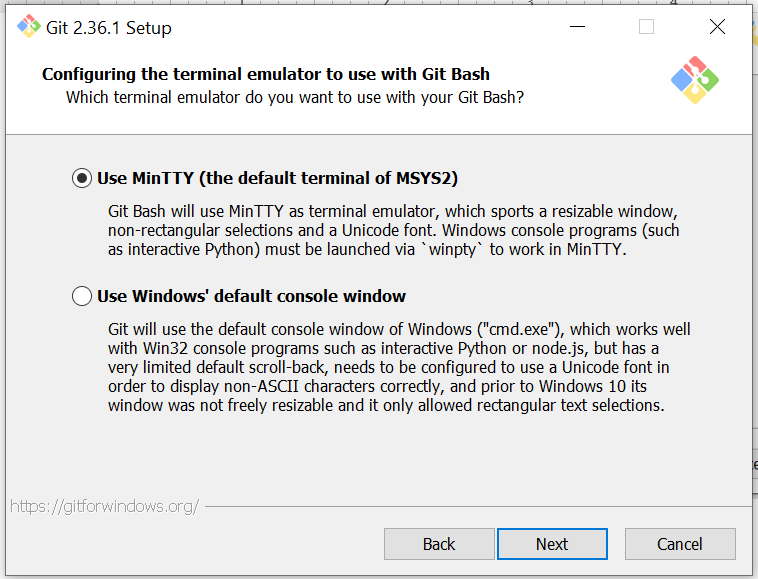 Git 2.36.1 Setup
Configuring the terminal emulator to use with Git Bash
Which terminal emulator do you want to use with your Git Bash?
Use MinTTY (the default terminal of MSYS2)
Git Bash will use MinTTY as terminal emulator, which sports a resizable window,
non-rectangular selections and a Unicode font. Windows console programs (such
as interactive Python) must be launched via `winpty` to work in MinTTY.
Use Windows' default console window
Git will use the default console window of Windows ("cmd.exe"), which works well
with Win32 console programs such as interactive Python or node.js, but has a
very limited default scroll-back, needs to be configured to use a Unicode font in
order to display non-ASCII characters correctly, and prior to Windows 10 its
window was not freely resizable and it only allowed rectangular text selections.
https://gitforwindows.org/
Back
Next
Cancel